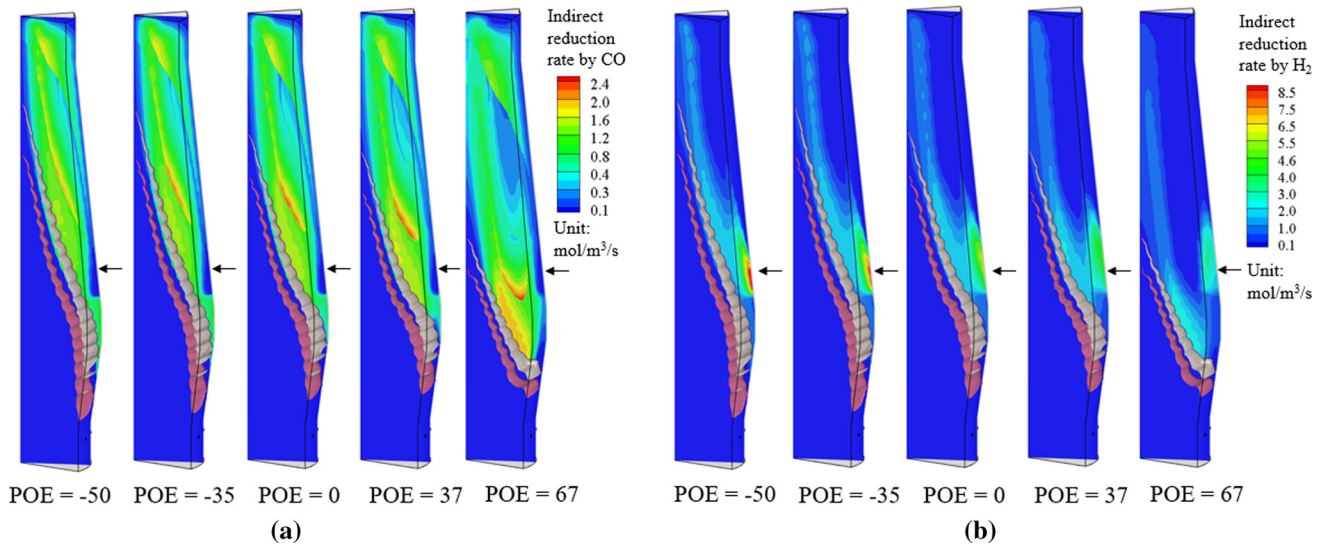 Indirect
reduction
rate by CO
2.4
2.0
1.6
1.2
0.8
0.4
0.3
0.2
0.1
Unit:
mol/m³/s
POE = -50 POE = -35 POE = 0 POE = 37 POE = 67
(a)
Indirect
reduction
rate by H₂
8.5
7.5
6.5
5.5
4.6
3.0
2.0
1.0
0.1
Unit:
mol/m³/s
POE = -50 POE = -35 POE = 0 POE = 37 POE = 67
(b)